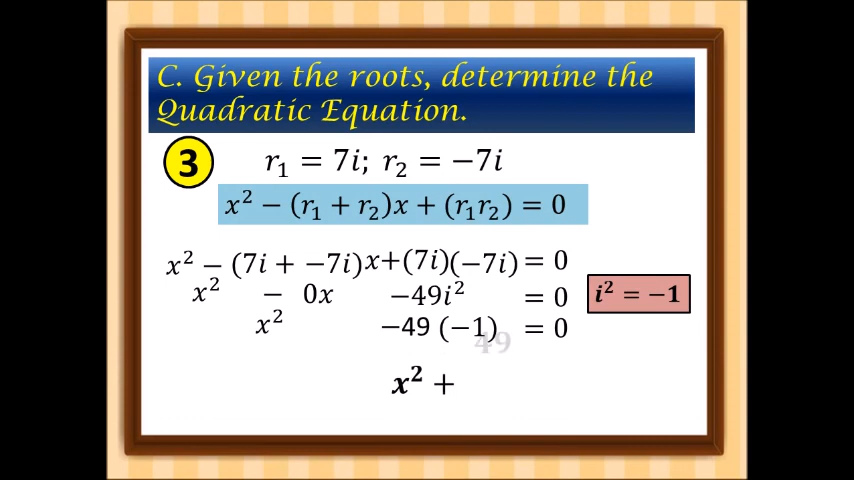 C. Given the roots, determine the
Quadratic Equation.
3 r₁ = 7i; r₂ = −7i
x² − (r₁ + r₂)x + (r₁r₂) = 0
x² − (7i + −7i)x+(7i)(−7i) = 0
x² − 0x −49i² = 0
i² = −1
x² −49 (−1) = 0
49
x² +